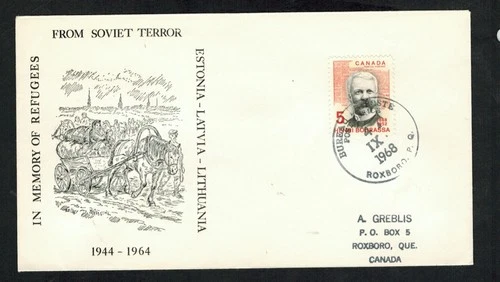 FROM SOVIET TERROR
IN MEMORY OF REFUGEES
ESTONIA - LATVIA - LITHUANIA
1944 - 1964
CANADA
5
BOURASSA
IX
1968
ROXBORO, P. Q.
A. GREBLIS
P. O. BOX 5
ROXBORO, QUE.
CANADA